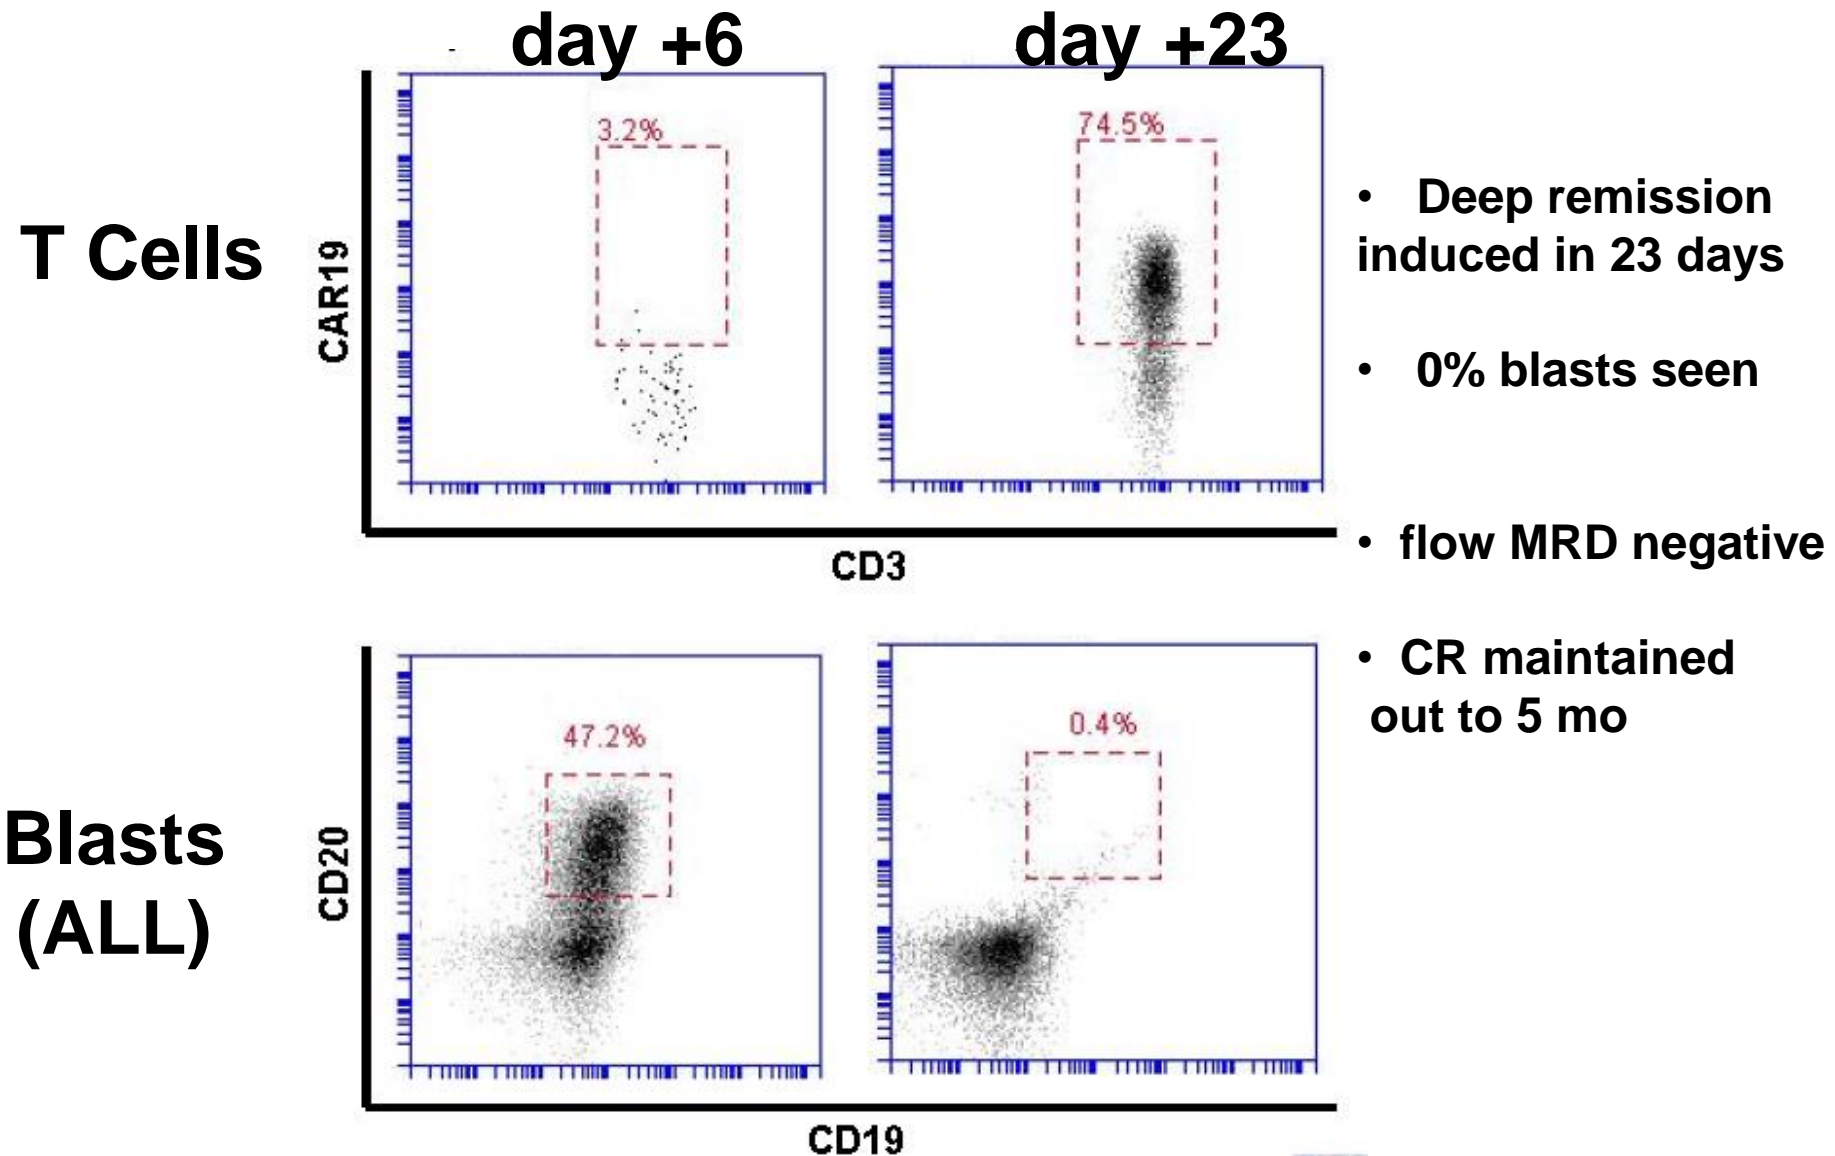 day +6
day +23
T Cells
CAR19
3.2%
74.5%
CD3
Blasts
(ALL)
CD20
47.2%
0.4%
CD19
• Deep remission
induced in 23 days
• 0% blasts seen
• flow MRD negative
• CR maintained
out to 5 mo